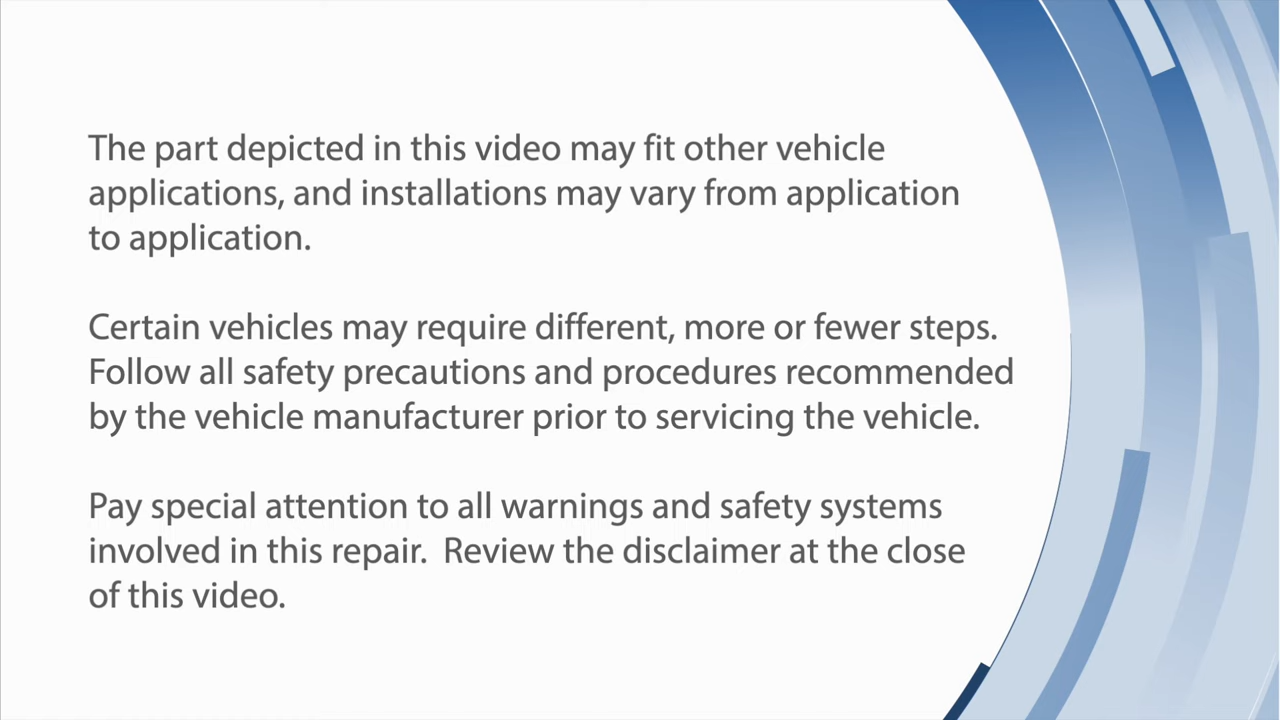 The part depicted in this video may fit other vehicle
applications, and installations may vary from application
to application.
Certain vehicles may require different, more or fewer steps.
Follow all safety precautions and procedures recommended
by the vehicle manufacturer prior to servicing the vehicle.
Pay special attention to all warnings and safety systems
involved in this repair.  Review the disclaimer at the close
of this video.